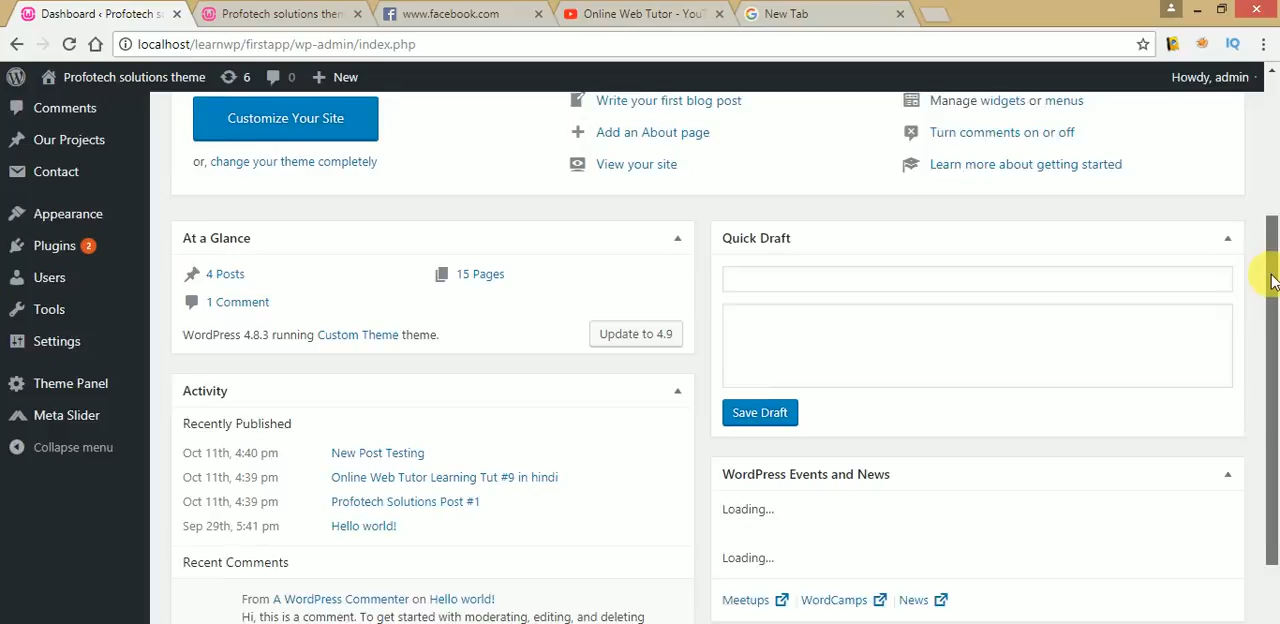 Dashboard ‹ Profotech s
Profotech solutions them
www.facebook.com
Online Web Tutor - YouT
New Tab
localhost/learnwp/firstapp/wp-admin/index.php
IQ
Profotech solutions theme 6 0 New Howdy, admin
Comments
Our Projects
Contact
Appearance
Plugins 2
Users
Tools
Settings
Theme Panel
Meta Slider
Collapse menu
Customize Your Site
or, change your theme completely
Write your first blog post
Add an About page
View your site
Manage widgets or menus
Turn comments on or off
Learn more about getting started
At a Glance
4 Posts
15 Pages
1 Comment
WordPress 4.8.3 running Custom Theme theme.
Update to 4.9
Activity
Recently Published
Oct 11th, 4:40 pm New Post Testing
Oct 11th, 4:39 pm Online Web Tutor Learning Tut #9 in hindi
Oct 11th, 4:39 pm Profotech Solutions Post #1
Sep 29th, 5:41 pm Hello world!
Recent Comments
From A WordPress Commenter on Hello world!
Hi, this is a comment. To get started with moderating, editing, and deleting
Quick Draft
Save Draft
WordPress Events and News
Loading...
Loading...
Meetups WordCamps News